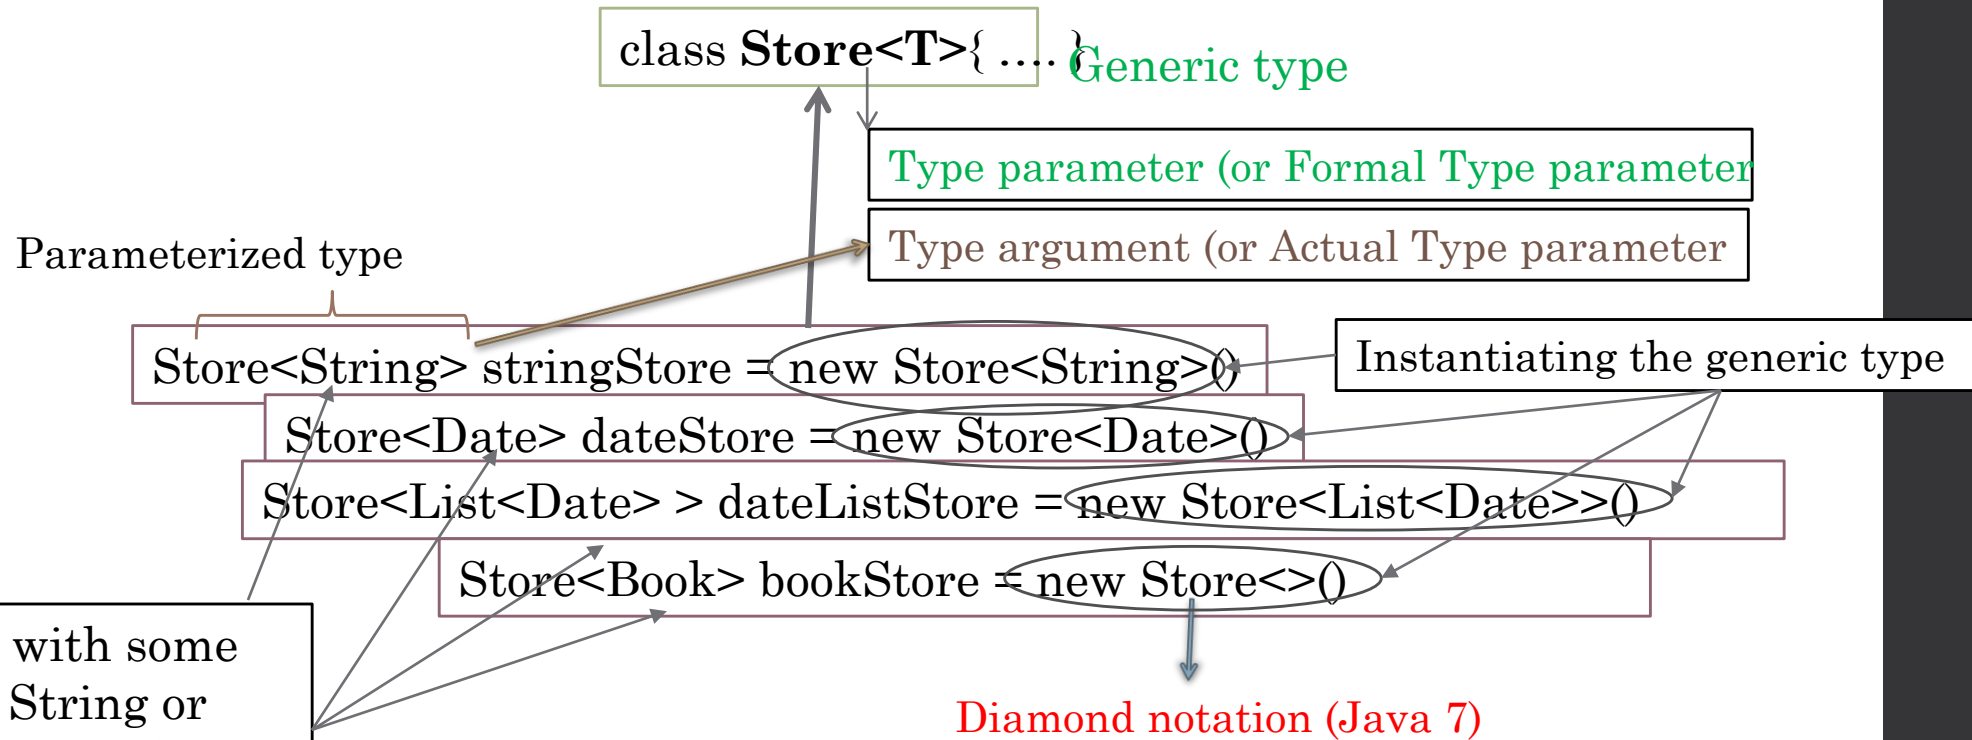 class Store<T>{ .... }
Generic type
Type parameter (or Formal Type parameter
Type argument (or Actual Type parameter
Parameterized type
Store<String> stringStore = new Store<String>()
Instantiating the generic type
Store<Date> dateStore = new Store<Date>()
Store<List<Date> > dateListStore = new Store<List<Date>>()
Store<Book> bookStore = new Store<>()
with some
String or
Diamond notation (Java 7)